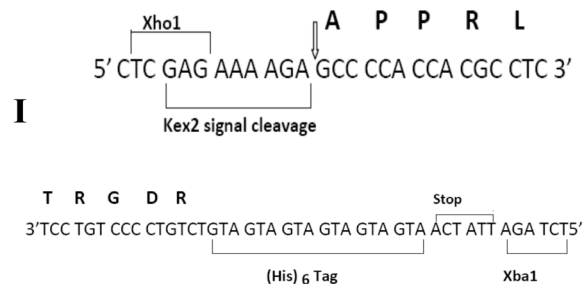 Xho1 A P P R L
5' CTC GAG AAA AGA GCC CCA CCA CGC CTC 3'
I
Kex2 signal cleavage
T R G D R Stop
3'TCC TGT CCC CTGTCTGTA GTA GTA GTA GTA GTA ACT ATT AGA TCT5'
(His) 6 Tag Xba1